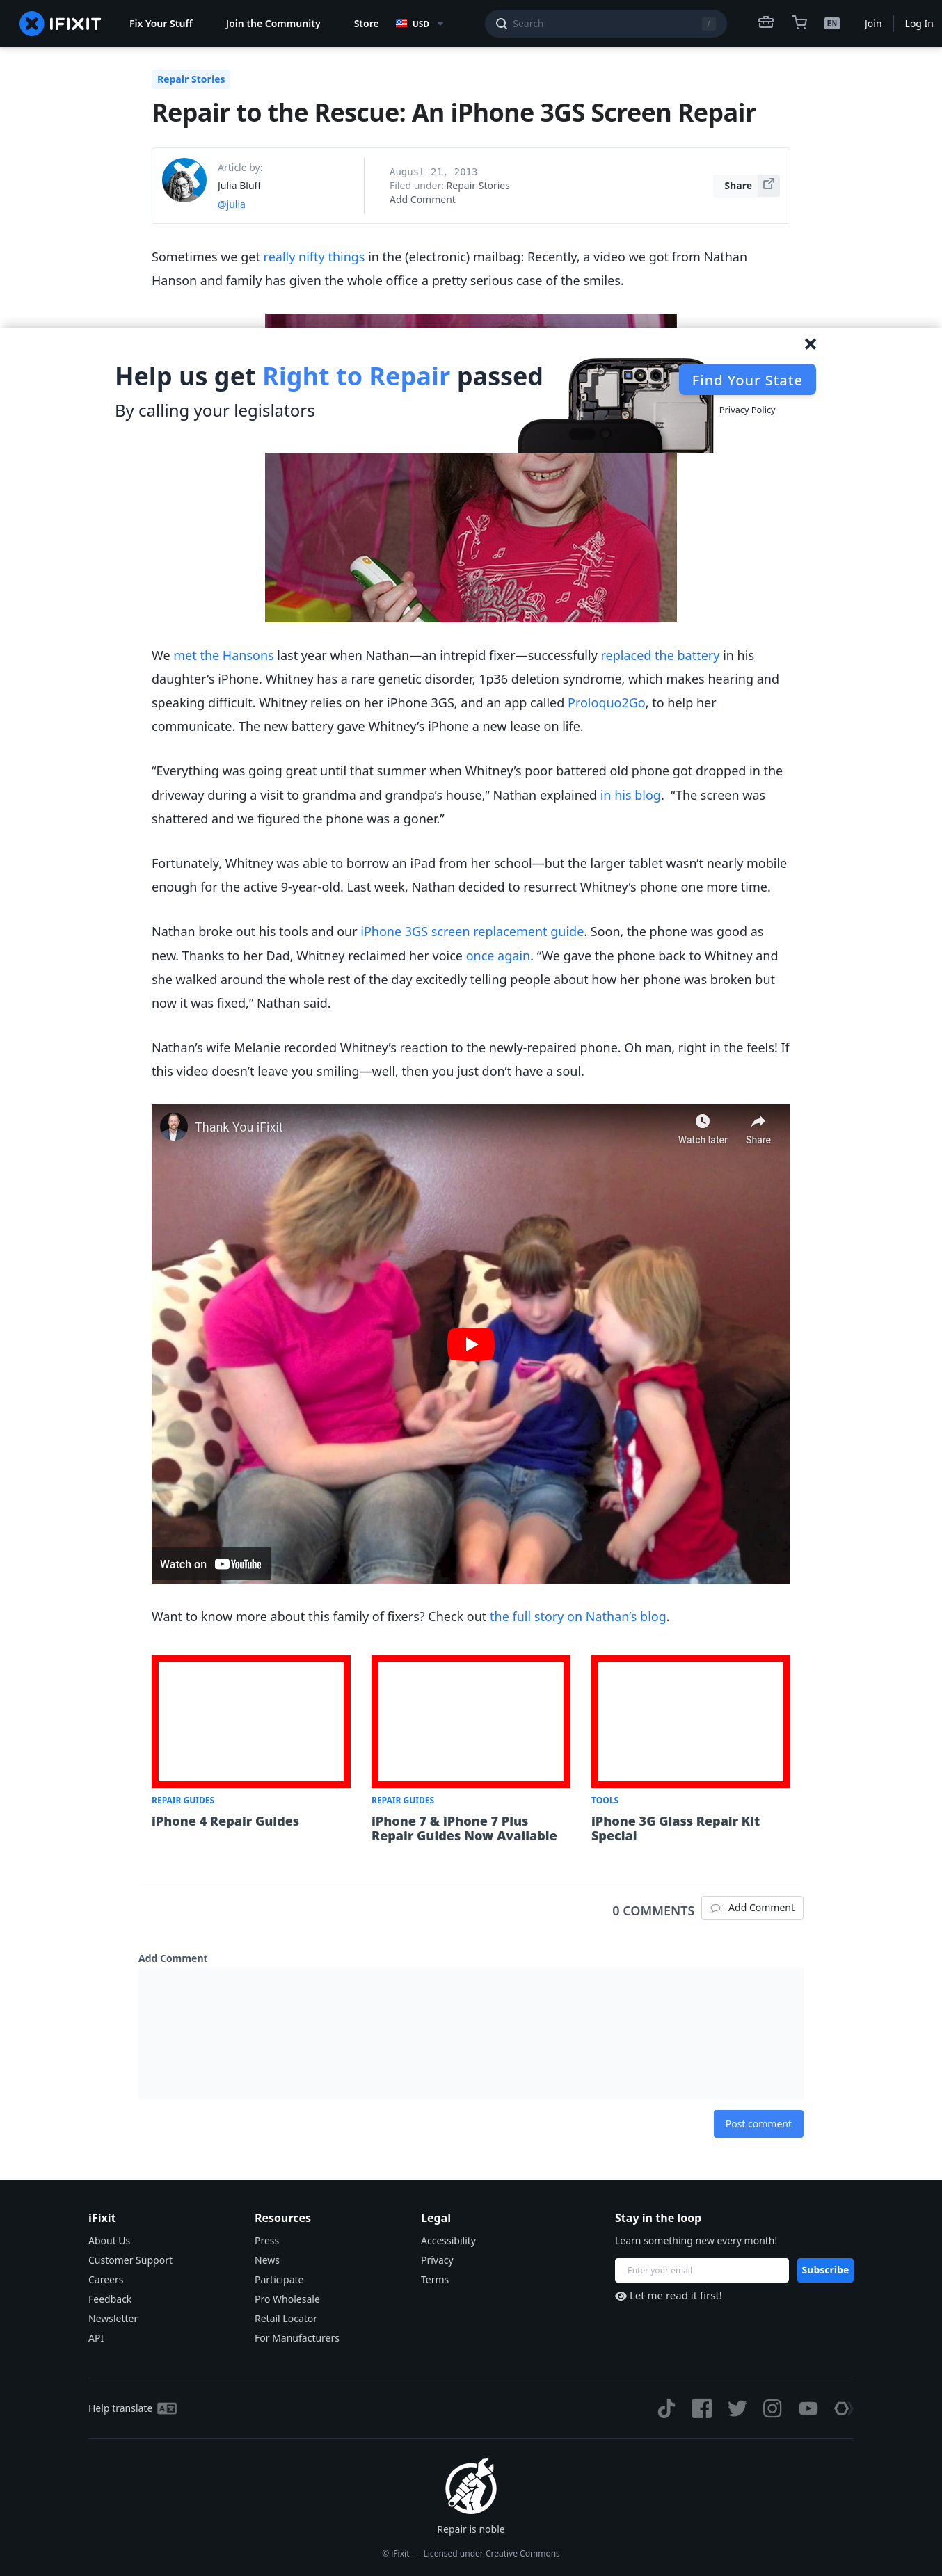 IFIXIT
Fix Your Stuff
Join the Community
Store
USD
Search
/
EN
Join
Log In
Repair Stories
Repair to the Rescue: An iPhone 3GS Screen Repair
Article by:
Julia Bluff
@julia
August 21, 2013
Filed under: Repair Stories
Add Comment
Share
Sometimes we get really nifty things in the (electronic) mailbag: Recently, a video we got from Nathan
Hanson and family has given the whole office a pretty serious case of the smiles.
Help us get Right to Repair passed
By calling your legislators
Find Your State
Privacy Policy
We met the Hansons last year when Nathan—an intrepid fixer—successfully replaced the battery in his
daughter’s iPhone. Whitney has a rare genetic disorder, 1p36 deletion syndrome, which makes hearing and
speaking difficult. Whitney relies on her iPhone 3GS, and an app called Proloquo2Go, to help her
communicate. The new battery gave Whitney’s iPhone a new lease on life.
“Everything was going great until that summer when Whitney’s poor battered old phone got dropped in the
driveway during a visit to grandma and grandpa’s house,” Nathan explained in his blog.  “The screen was
shattered and we figured the phone was a goner.”
Fortunately, Whitney was able to borrow an iPad from her school—but the larger tablet wasn’t nearly mobile
enough for the active 9-year-old. Last week, Nathan decided to resurrect Whitney’s phone one more time.
Nathan broke out his tools and our iPhone 3GS screen replacement guide. Soon, the phone was good as
new. Thanks to her Dad, Whitney reclaimed her voice once again. “We gave the phone back to Whitney and
she walked around the whole rest of the day excitedly telling people about how her phone was broken but
now it was fixed,” Nathan said.
Nathan’s wife Melanie recorded Whitney’s reaction to the newly-repaired phone. Oh man, right in the feels! If
this video doesn’t leave you smiling—well, then you just don’t have a soul.
Thank You iFixit
Watch later
Share
Watch on YouTube
Want to know more about this family of fixers? Check out the full story on Nathan’s blog.
REPAIR GUIDES
iPhone 4 Repair Guides
REPAIR GUIDES
iPhone 7 & iPhone 7 Plus
Repair Guides Now Available
TOOLS
iPhone 3G Glass Repair Kit
Special
0 COMMENTS
Add Comment
Add Comment
Post comment
iFixit
About Us
Customer Support
Careers
Feedback
Newsletter
API
Resources
Press
News
Participate
Pro Wholesale
Retail Locator
For Manufacturers
Legal
Accessibility
Privacy
Terms
Stay in the loop
Learn something new every month!
Enter your email
Subscribe
Let me read it first!
Help translate
Repair is noble
© iFixit — Licensed under Creative Commons